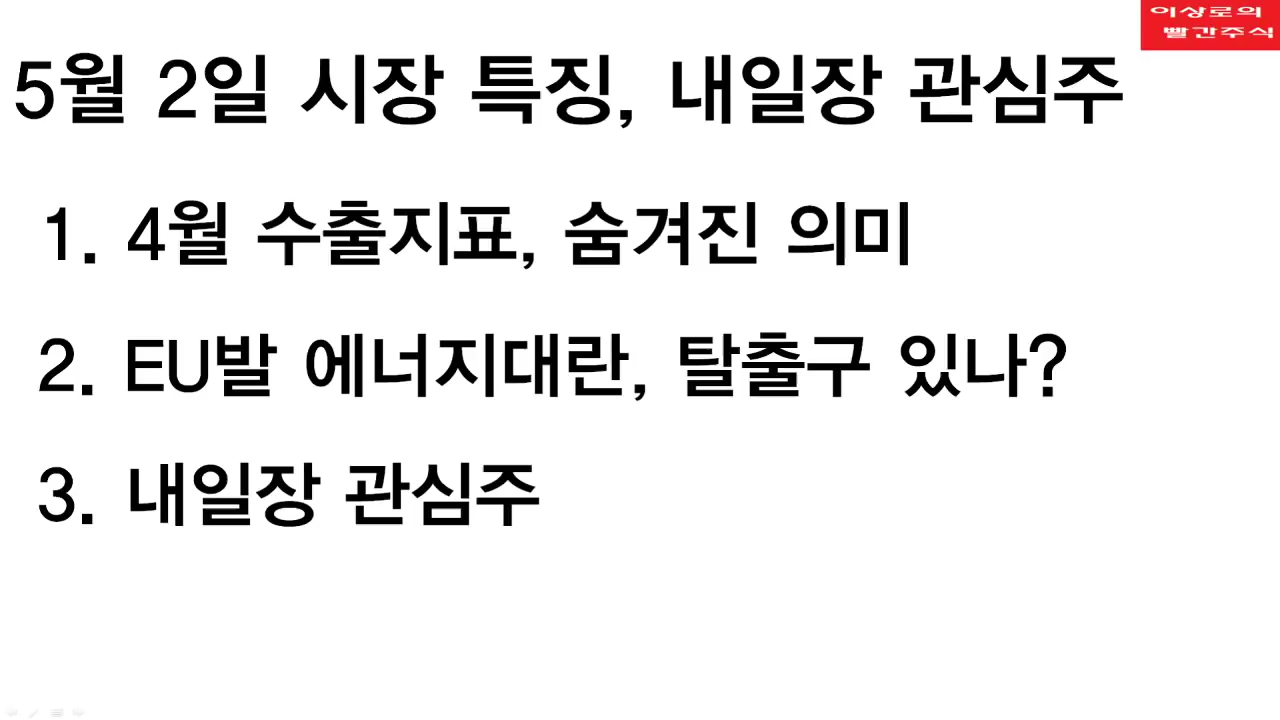 이상로의
빨간주식
5월 2일 시장 특징, 내일장 관심주
1. 4월 수출지표, 숨겨진 의미
2. EU발 에너지대란, 탈출구 있나?
3. 내일장 관심주